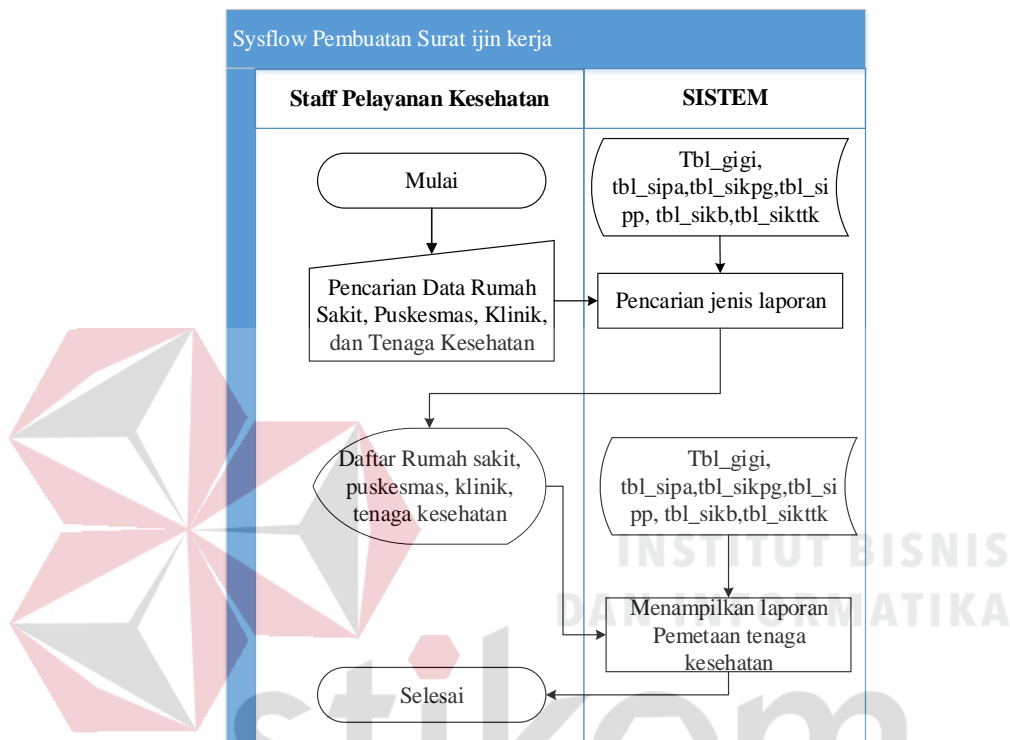 Sysflow Pembuatan Surat ijin kerja
Staff Pelayanan Kesehatan
SISTEM
Mulai
Tbl_gigi,
tbl_sipa,tbl_sikpg,tbl_si
pp, tbl_sikb,tbl_sikttk
Pencarian Data Rumah
Sakit, Puskesmas, Klinik,
dan Tenaga Kesehatan
Pencarian jenis laporan
Daftar Rumah sakit,
puskesmas, klinik,
tenaga kesehatan
Tbl_gigi,
tbl_sipa,tbl_sikpg,tbl_si
pp, tbl_sikb,tbl_sikttk
INSTITUT BISNIS
DAN INFORMATIKA
Menampilkan laporan
Pemetaan tenaga
kesehatan
Selesai
stikom